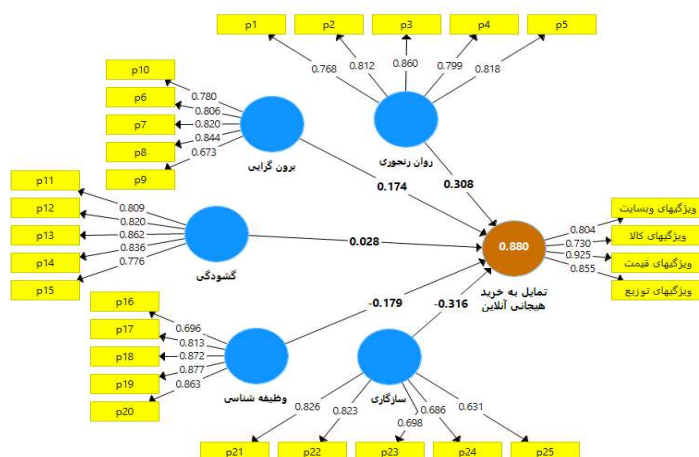 p1
p2
p3
p4
p5
0.768
0.812
0.860
0.799
0.818
روان رنجوری
p10
p6
p7
p8
p9
0.780
0.806
0.820
0.844
0.673
برون گرایی
0.174
0.308
p11
p12
p13
p14
p15
0.809
0.820
0.862
0.836
0.776
گشودگی
0.028
0.880
تمایل به خرید
هیجانی آنلاین
0.804
0.730
0.925
0.855
ویژگیهای وبسایت
ویژگیهای کالا
ویژگیهای قیمت
ویژگیهای توزیع
p16
p17
p18
p19
p20
0.696
0.813
0.872
0.877
0.863
وظیفه شناسی
-0.179
-0.316
سازگاری
0.826
0.823
0.698
0.686
0.631
p21
p22
p23
p24
p25